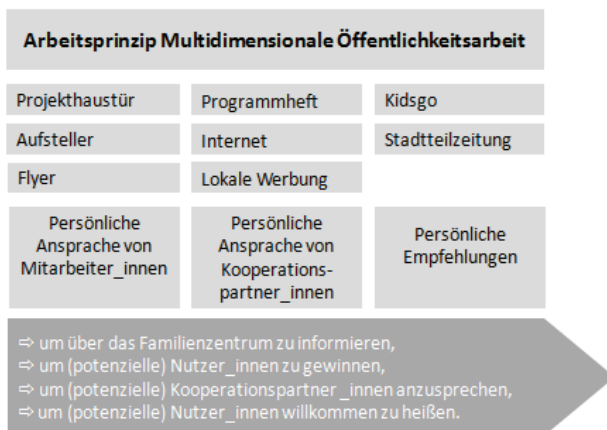 Arbeitsprinzip Multidimensionale Öffentlichkeitsarbeit
Projekthaustür
Programmheft
Kidsgo
Aufsteller
Internet
Stadtteilzeitung
Flyer
Lokale Werbung
Persönliche
Ansprache von
Mitarbeiter_innen
Persönliche
Ansprache von
Kooperations-
partner_innen
Persönliche
Empfehlungen
⇨ um über das Familienzentrum zu informieren,
⇨ um (potenzielle) Nutzer_innen zu gewinnen,
⇨ um (potenzielle) Kooperationspartner _innen anzusprechen,
⇨ um (potenzielle) Nutzer_innen willkommen zu heißen.